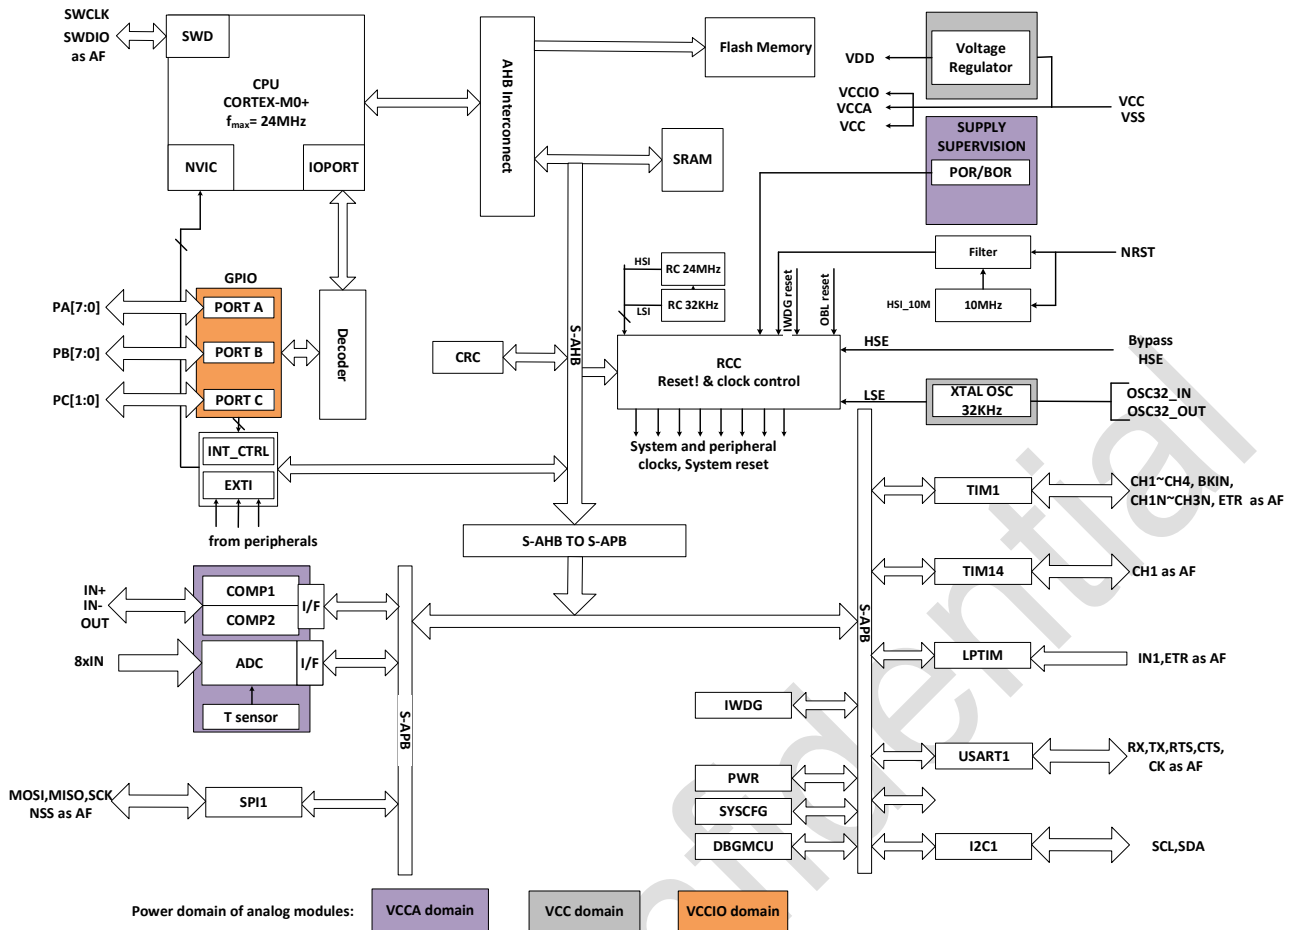 SWCLK
SWDIO
as AF
SWD
CPU
CORTEX-M0+
fmax= 24MHz
NVIC
IOPORT
AHB Interconnect
Flash Memory
SRAM
Voltage
Regulator
VDD
VCCIO
VCCA
VCC
VCC
VSS
SUPPLY
SUPERVISION
POR/BOR
Filter
NRST
HSI_10M
10MHz
HSI
RC 24MHz
LSI
RC 32KHz
IWDG reset
OBL reset
GPIO
PA[7:0]
PORT A
PB[7:0]
PORT B
PC[1:0]
PORT C
Decoder
CRC
S-AHB
RCC
Reset! & clock control
HSE
Bypass
HSE
LSE
XTAL OSC
32KHz
OSC32_IN
OSC32_OUT
System and peripheral
clocks, System reset
INT_CTRL
EXTI
from peripherals
S-AHB TO S-APB
TIM1
CH1~CH4, BKIN,
CH1N~CH3N, ETR as AF
TIM14
CH1 as AF
IN+
IN-
OUT
COMP1
COMP2
I/F
8xIN
ADC
I/F
T sensor
S-APB
S-APB
LPTIM
IN1,ETR as AF
IWDG
USART1
RX,TX,RTS,CTS,
CK as AF
PWR
SYSCFG
DBGMCU
MOSI,MISO,SCK
NSS as AF
SPI1
I2C1
SCL,SDA
Power domain of analog modules:
VCCA domain
VCC domain
VCCIO domain
nfidential